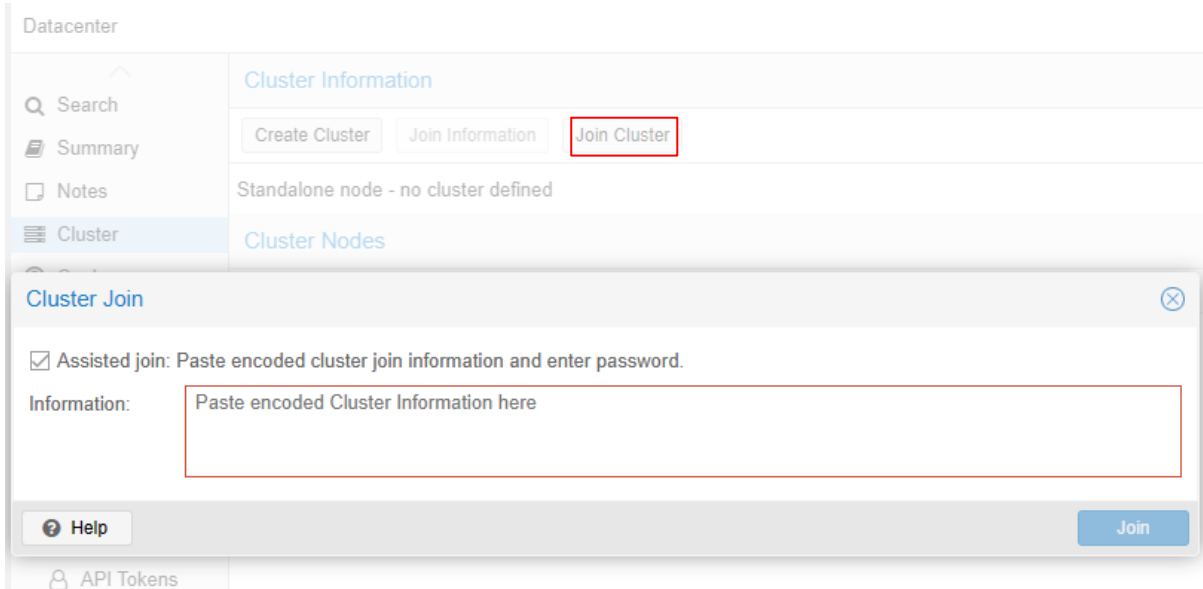 Datacenter
Search
Summary
Notes
Cluster
Cluster Information
Create Cluster Join Information Join Cluster
Standalone node - no cluster defined
Cluster Nodes
Cluster Join
Assisted join: Paste encoded cluster join information and enter password.
Information: Paste encoded Cluster Information here
Help Join
API Tokens